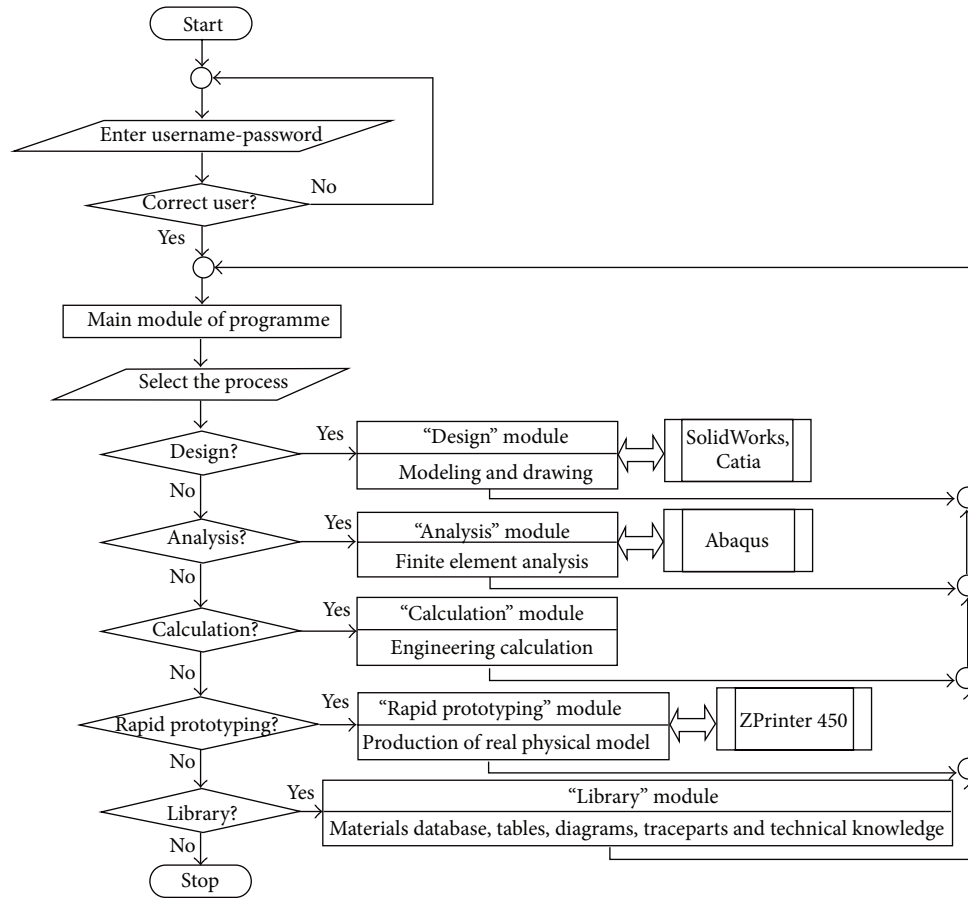 Start
Enter username-password
Correct user?
No
Yes
Main module of programme
Select the process
Design?
Yes
“Design” module
Modeling and drawing
SolidWorks,
Catia
No
Analysis?
Yes
“Analysis” module
Finite element analysis
Abaqus
No
Calculation?
Yes
“Calculation” module
Engineering calculation
No
Rapid prototyping?
Yes
“Rapid prototyping” module
Production of real physical model
ZPrinter 450
No
Library?
Yes
“Library” module
Materials database, tables, diagrams, traceparts and technical knowledge
No
Stop